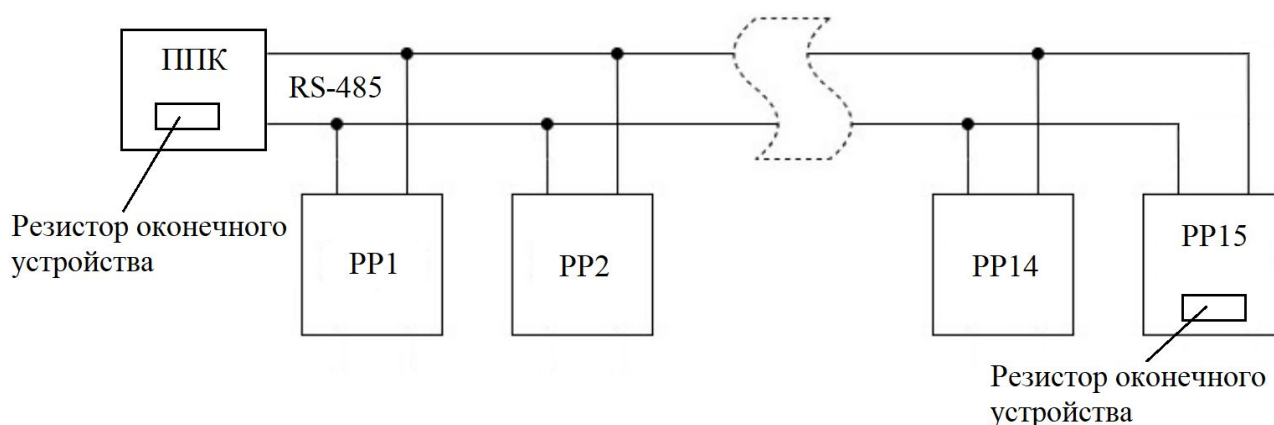 ППК
RS-485
Резистор оконечного
устройства
РР1
РР2
РР14
РР15
Резистор оконечного
устройства